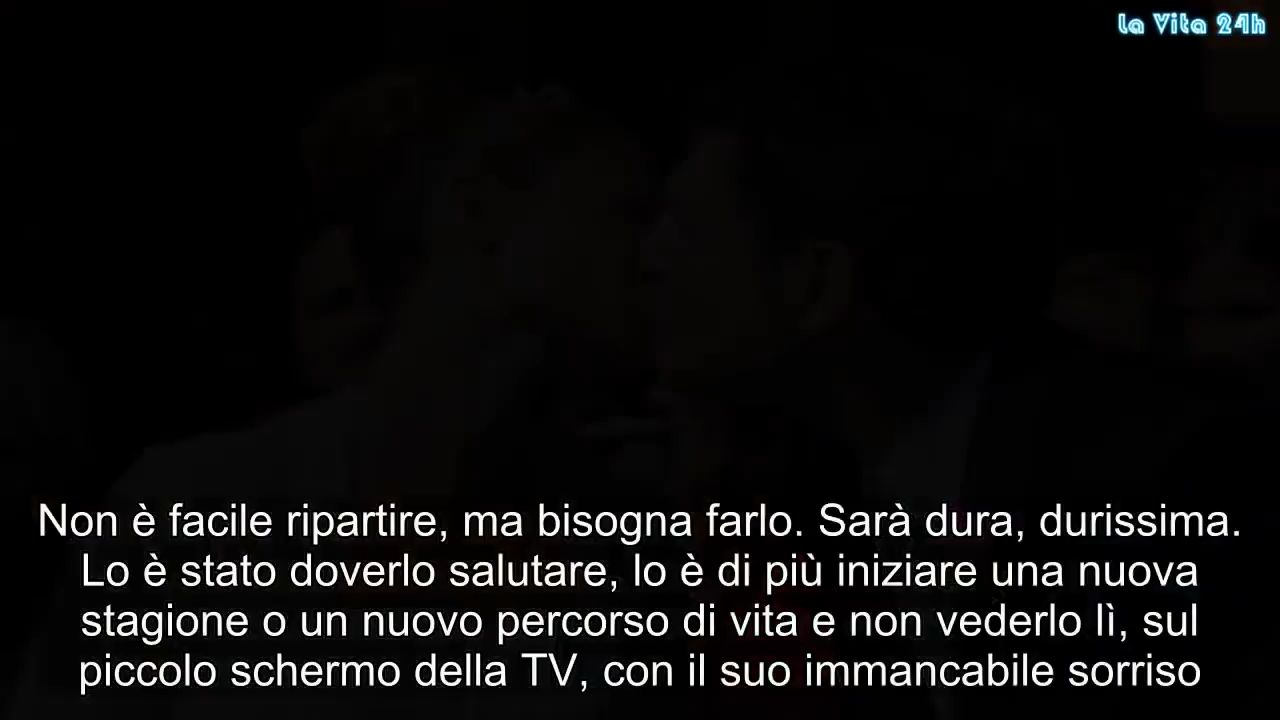 la Vita 24h
Non è facile ripartire, ma bisogna farlo. Sarà dura, durissima.
Lo è stato doverlo salutare, lo è di più iniziare una nuova
stagione o un nuovo percorso di vita e non vederlo lì, sul
piccolo schermo della TV, con il suo immancabile sorriso